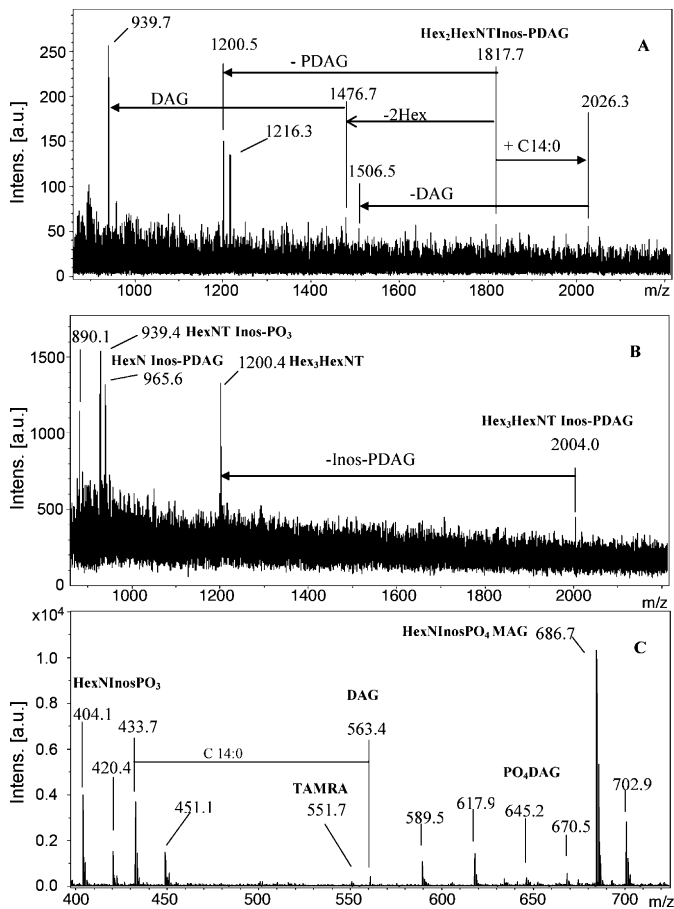 Hex2HexNTInos-PDAG
A
939.7
1200.5
- PDAG
1817.7
DAG
1476.7
-2Hex
2026.3
1216.3
1506.5
+ C14:0
-DAG
Intens. [a.u.]
250
200
150
100
50
0
1000 1200 1400 1600 1800 2000 m/z
B
890.1
939.4 HexNT Inos-PO3
HexN Inos-PDAG
965.6
1200.4 Hex3HexNT
Hex3HexNT Inos-PDAG
2004.0
-Inos-PDAG
Intens. [a.u.]
1500
1000
500
0
1000 1200 1400 1600 1800 2000 m/z
x10^4
C
HexNInosPO4 MAG 686.7
HexNInosPO3
404.1
433.7
DAG
563.4
C 14:0
420.4
451.1
TAMRA
551.7
589.5
617.9
PO4DAG
645.2
670.5
702.9
Intens. [a.u.]
1.0
0.8
0.6
0.4
0.2
0.0
400 450 500 550 600 650 700 m/z